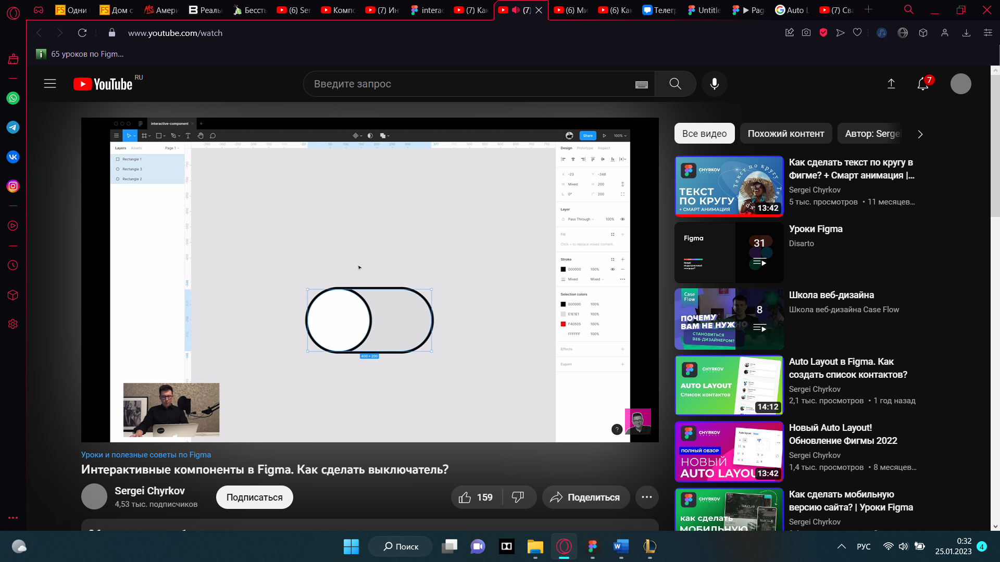 Одни
Дом с
Амери
Реаль
Бессть
(6) Ser
Компо
(7) Ин
interac
(7) Как
(7)
(6) Ми
(6) Как
Телегр
Untitle
Pag
Auto L
(7) Сва
www.youtube.com/watch
65 уроков по Figm...
YouTube RU
Введите запрос
7
interactive-component
Share
100%
Layers Assets Page 1
Rectangle 1
Rectangle 3
Rectangle 2
Design Prototype Inspect
X -23 Y -348
W Mixed H 200
0° 200
Layer
Pass Through 100%
Fill
Click + to replace mixed content.
Stroke
000000 100%
Mixed Mixed
Selection colors
000000 100%
E1E1E1 100%
F40505 100%
FFFFFF 100%
Effects
Export
400 × 200
?
Уроки и полезные советы по Figma
Интерактивные компоненты в Figma. Как сделать выключатель?
Sergei Chyrkov
4,53 тыс. подписчиков
Подписаться
159
Поделиться
Все видео
Похожий контент
Автор: Serge
CHYRKOV
ТЕКСТ
ПО КРУГУ
+ СМАРТ АНИМАЦИЯ
13:42
Как сделать текст по кругу в
Фигме? + Смарт анимация |...
Sergei Chyrkov
5 тыс. просмотров • 11 месяцев...
Figma
31
Уроки Figma
Disarto
Case
Flow
ПОЧЕМУ
ВАМ НЕ НУЖНО
СТАНОВИТЬСЯ
ВЕБ-ДИЗАЙНЕРОМ?
8
Школа веб-дизайна
Школа веб-дизайна Case Flow
CHYRKOV
AUTO LAYOUT
Список контактов
14:12
Auto Layout в Figma. Как
создать список контактов?
Sergei Chyrkov
2,1 тыс. просмотров • 1 год назад
CHYRKOV
ПОЛНЫЙ ОБЗОР
НОВЫЙ
AUTO LAYOU
13:42
Новый Auto Layout!
Обновление Фигмы 2022
Sergei Chyrkov
1,4 тыс. просмотров • 8 месяцев...
CHYRKOV
как сделать
МОБИЛЬНУЮ
Как сделать мобильную
версию сайта? | Уроки Figma
Sergei Chyrkov
Поиск
РУС
0:32
25.01.2023
4